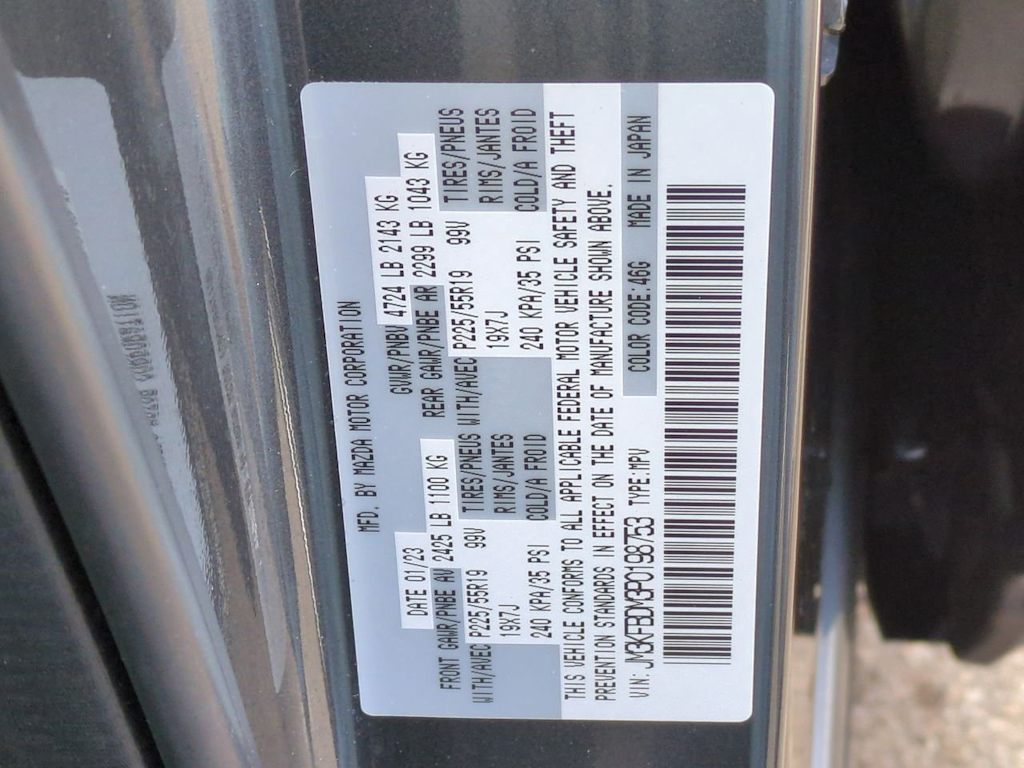 MFD. BY MAZDA MOTOR CORPORATION
DATE 01/23 GVWR/PNBV 4724 LB 2143 KG
FRONT GAWR/PNBE AV 2425 LB 1100 KG REAR GAWR/PNBE AR 2299 LB 1043 KG
WITH/AVEC P225/55R19 99V TIRES/PNEUS WITH/AVEC P225/55R19 99V TIRES/PNEUS
19X7J RIMS/JANTES 19X7J RIMS/JANTES
240 KPA/35 PSI COLD/A FROID 240 KPA/35 PSI COLD/A FROID
THIS VEHICLE CONFORMS TO ALL APPLICABLE FEDERAL MOTOR VEHICLE SAFETY AND THEFT
PREVENTION STANDARDS IN EFFECT ON THE DATE OF MANUFACTURE SHOWN ABOVE.
VIN: JM3KFBDM3P0198753 TYPE:MPV COLOR CODE:46G MADE IN JAPAN